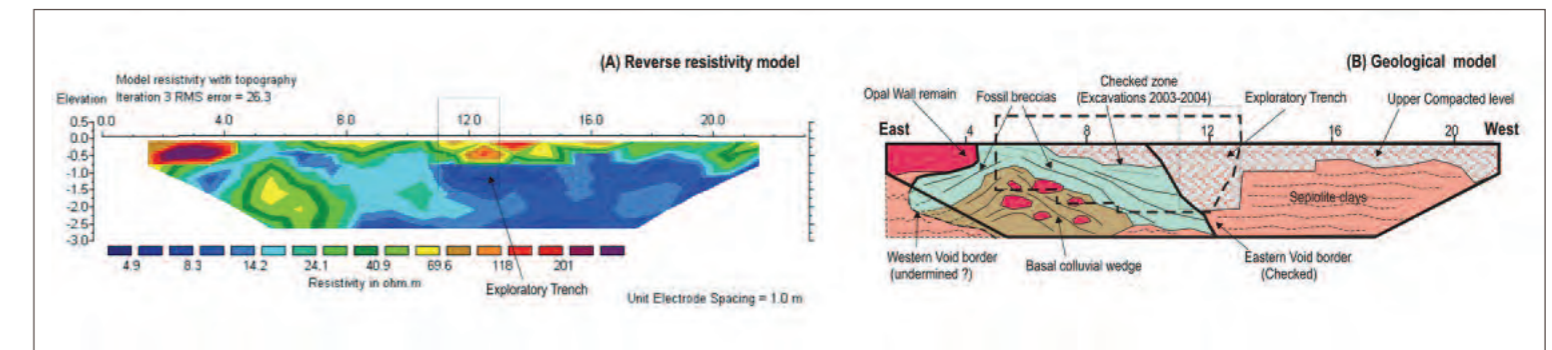 (A) Reverse resistivity model
Model resistivity with topography
Iteration 3 RMS error = 26.3
Elevation
0.0 4.0 8.0 12.0 16.0 20.0
0.5
0.0
-0.5
-1.0
-1.5
-2.0
-2.5
-3.0
4.9 8.3 14.2 24.1 40.9 69.6 118 201
Resistivity in ohm.m
Exploratory Trench
Unit Electrode Spacing = 1.0 m
(B) Geological model
Opal Wall remain
Fossil breccias
Checked zone
(Excavations 2003-2004)
Exploratory Trench
Upper Compacted level
East 4 8 12 16 20 West
Sepiolite clays
Western Void border
(undermined ?)
Basal colluvial wedge
Eastern Void border
(Checked)